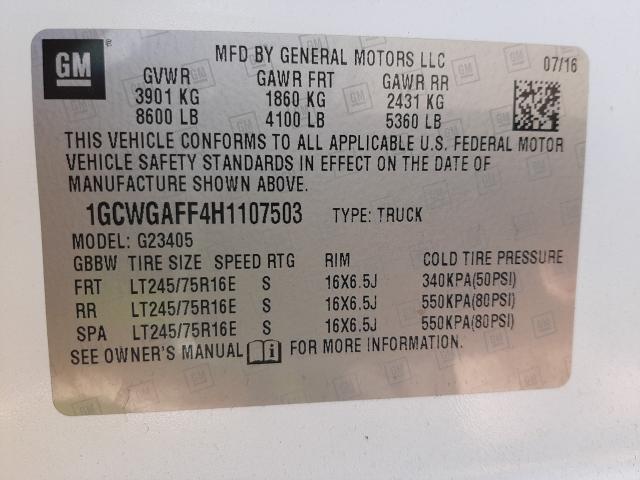 GM
MFD BY GENERAL MOTORS LLC 07/16
GVWR GAWR FRT GAWR RR
3901 KG 1860 KG 2431 KG
8600 LB 4100 LB 5360 LB
THIS VEHICLE CONFORMS TO ALL APPLICABLE U.S. FEDERAL MOTOR
VEHICLE SAFETY STANDARDS IN EFFECT ON THE DATE OF
MANUFACTURE SHOWN ABOVE.
1GCWGAFF4H1107503 TYPE: TRUCK
MODEL: G23405
GBBW TIRE SIZE SPEED RTG RIM COLD TIRE PRESSURE
FRT LT245/75R16E S 16X6.5J 340KPA(50PSI)
RR LT245/75R16E S 16X6.5J 550KPA(80PSI)
SPA LT245/75R16E S 16X6.5J 550KPA(80PSI)
SEE OWNER'S MANUAL i FOR MORE INFORMATION.